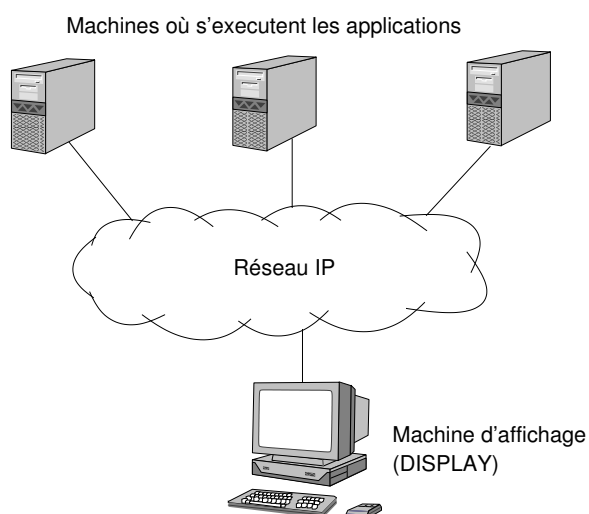 Machines où s'executent les applications
Réseau IP
Machine d'affichage
(DISPLAY)